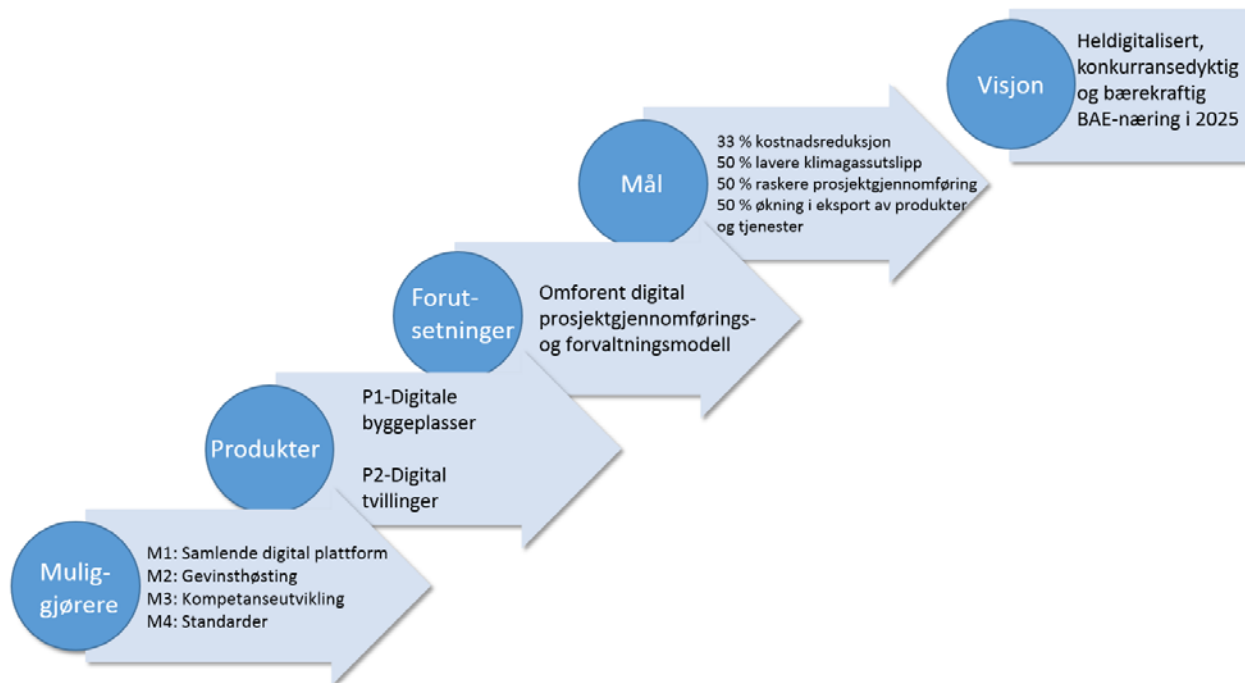 Visjon
Heldigitalisert,
konkurransedyktig
og bærekraftig
BAE-næring i 2025
Mål
33 % kostnadsreduksjon
50 % lavere klimagassutslipp
50 % raskere prosjektgjennomføring
50 % økning i eksport av produkter
og tjenester
Forut-
setninger
Omforent digital
prosjektgjennomførings-
og forvaltningsmodell
Produkter
P1-Digitale
byggeplasser
P2-Digital
tvillinger
Mulig-
gjørere
M1: Samlende digital plattform
M2: Gevinsthøsting
M3: Kompetanseutvikling
M4: Standarder